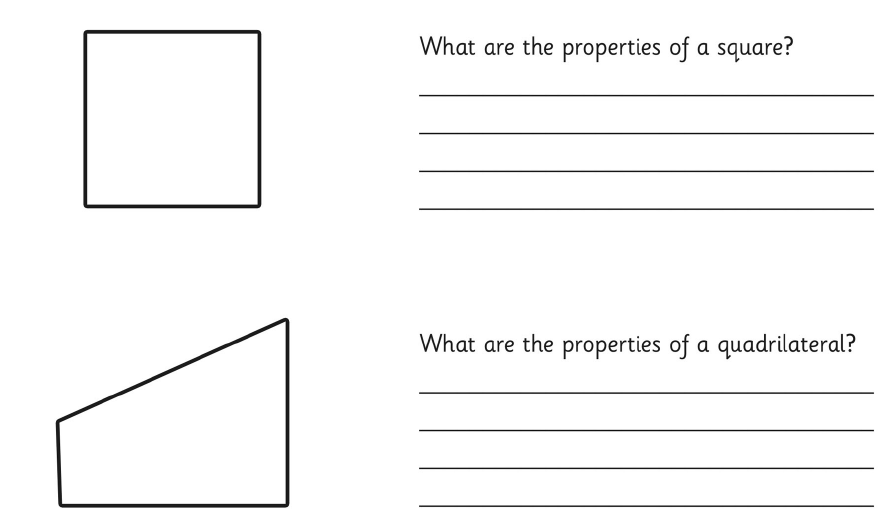 What are the properties of a square?
What are the properties of a quadrilateral?